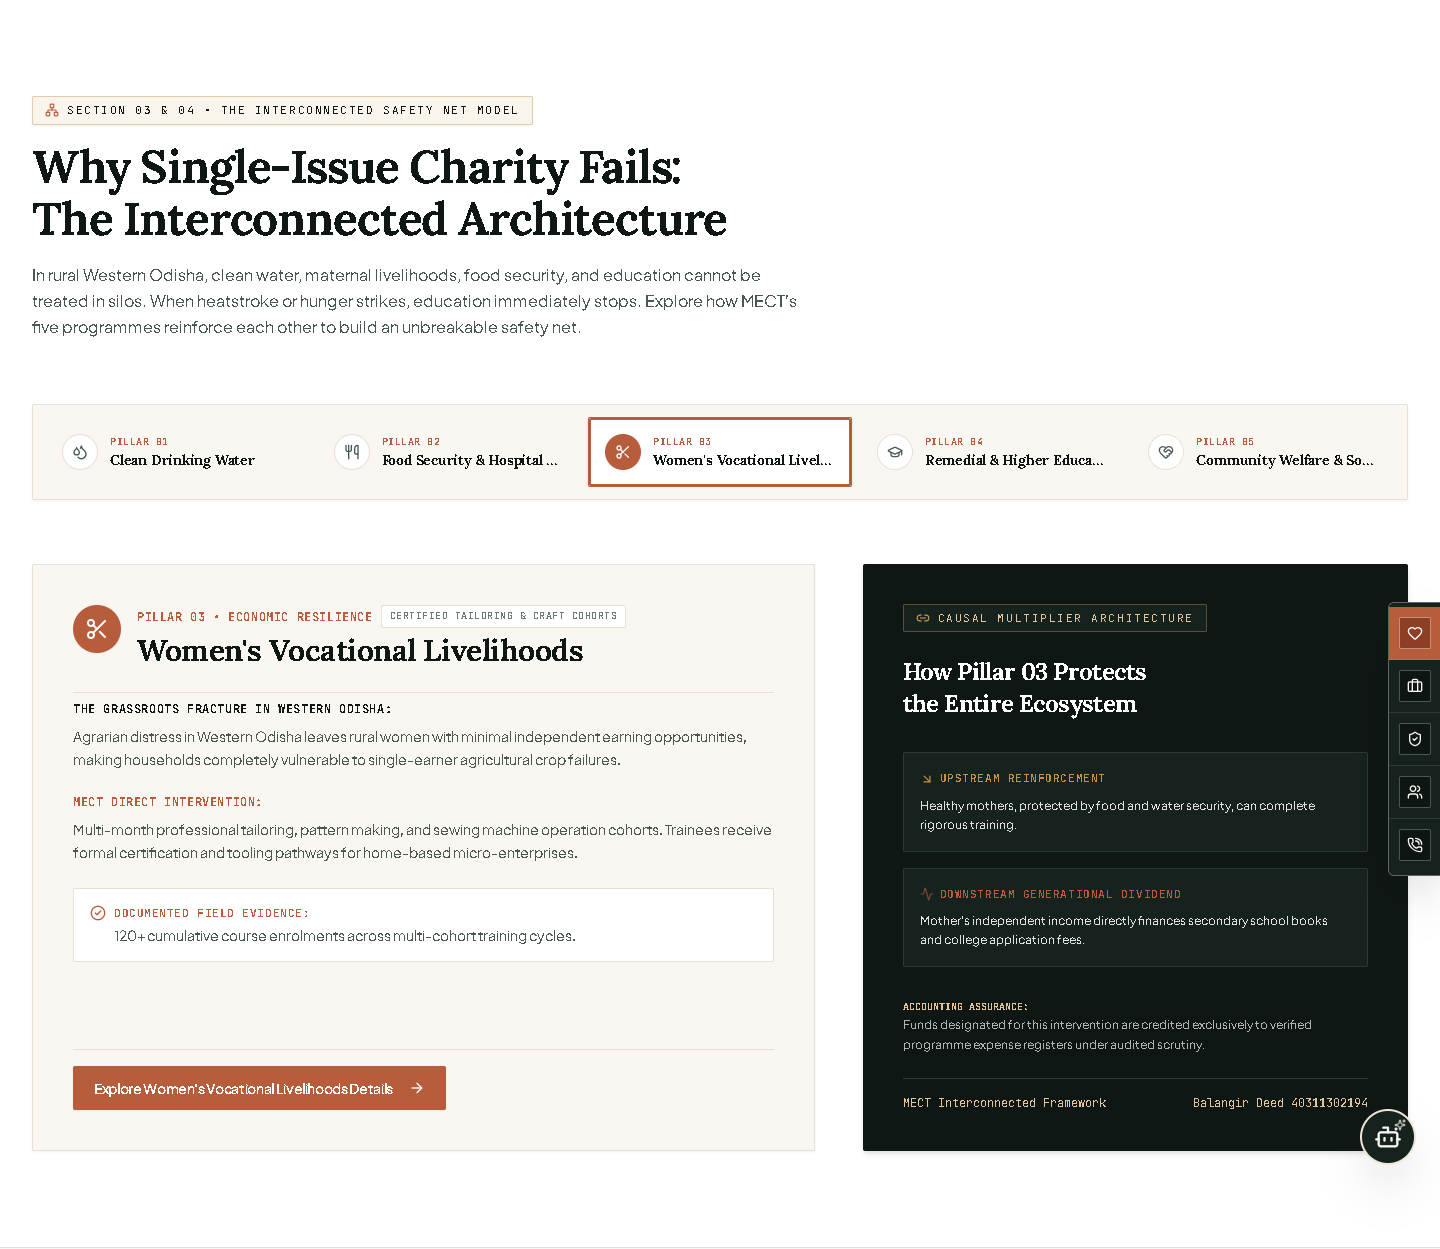 SECTION 03 & 04 • THE INTERCONNECTED SAFETY NET MODEL
Why Single-Issue Charity Fails:
The Interconnected Architecture
In rural Western Odisha, clean water, maternal livelihoods, food security, and education cannot be
treated in silos. When heatstroke or hunger strikes, education immediately stops. Explore how MECT's
five programmes reinforce each other to build an unbreakable safety net.
PILLAR 01
Clean Drinking Water
PILLAR 02
Food Security & Hospital ...
PILLAR 03
Women's Vocational Livel...
PILLAR 04
Remedial & Higher Educa...
PILLAR 05
Community Welfare & So...
PILLAR 03 • ECONOMIC RESILIENCE
CERTIFIED TAILORING & CRAFT COHORTS
Women's Vocational Livelihoods
THE GRASSROOTS FRACTURE IN WESTERN ODISHA:
Agrarian distress in Western Odisha leaves rural women with minimal independent earning opportunities,
making households completely vulnerable to single-earner agricultural crop failures.
MECT DIRECT INTERVENTION:
Multi-month professional tailoring, pattern making, and sewing machine operation cohorts. Trainees receive
formal certification and tooling pathways for home-based micro-enterprises.
DOCUMENTED FIELD EVIDENCE:
120+ cumulative course enrolments across multi-cohort training cycles.
Explore Women's Vocational Livelihoods Details
CAUSAL MULTIPLIER ARCHITECTURE
How Pillar 03 Protects
the Entire Ecosystem
UPSTREAM REINFORCEMENT
Healthy mothers, protected by food and water security, can complete
rigorous training.
DOWNSTREAM GENERATIONAL DIVIDEND
Mother's independent income directly finances secondary school books
and college application fees.
ACCOUNTING ASSURANCE:
Funds designated for this intervention are credited exclusively to verified
programme expense registers under audited scrutiny.
MECT Interconnected Framework
Balangir Deed 40311302194